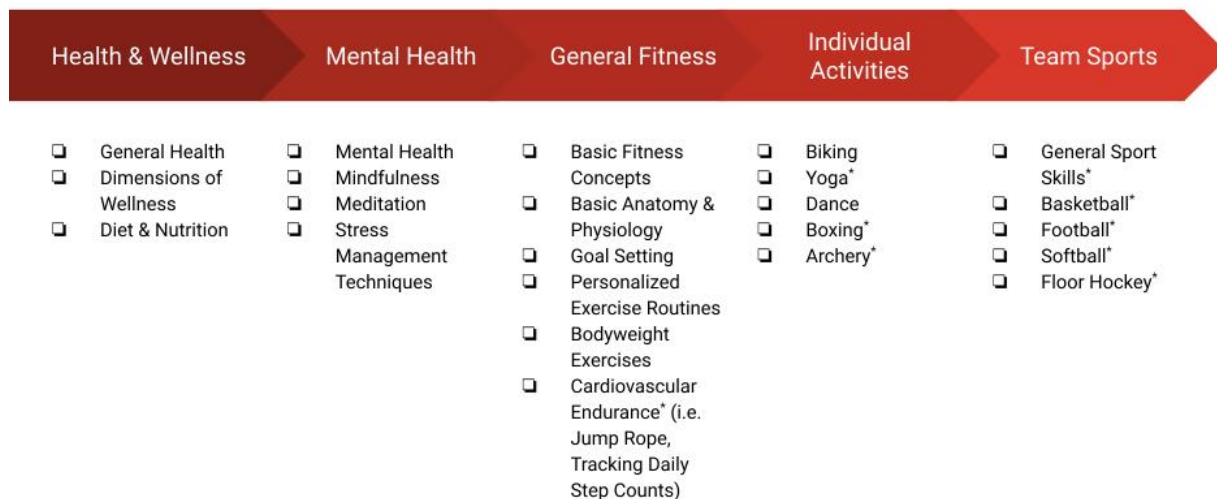 Health & Wellness
Mental Health
General Fitness
Individual
Activities
Team Sports
❏ General Health
❏ Dimensions of
Wellness
❏ Diet & Nutrition
❏ Mental Health
❏ Mindfulness
❏ Meditation
❏ Stress
Management
Techniques
❏ Basic Fitness
Concepts
❏ Basic Anatomy &
Physiology
❏ Goal Setting
❏ Personalized
Exercise Routines
❏ Bodyweight
Exercises
❏ Cardiovascular
Endurance* (i.e.
Jump Rope,
Tracking Daily
Step Counts)
❏ Biking
❏ Yoga*
❏ Dance
❏ Boxing*
❏ Archery*
❏ General Sport
Skills*
❏ Basketball*
❏ Football*
❏ Softball*
❏ Floor Hockey*